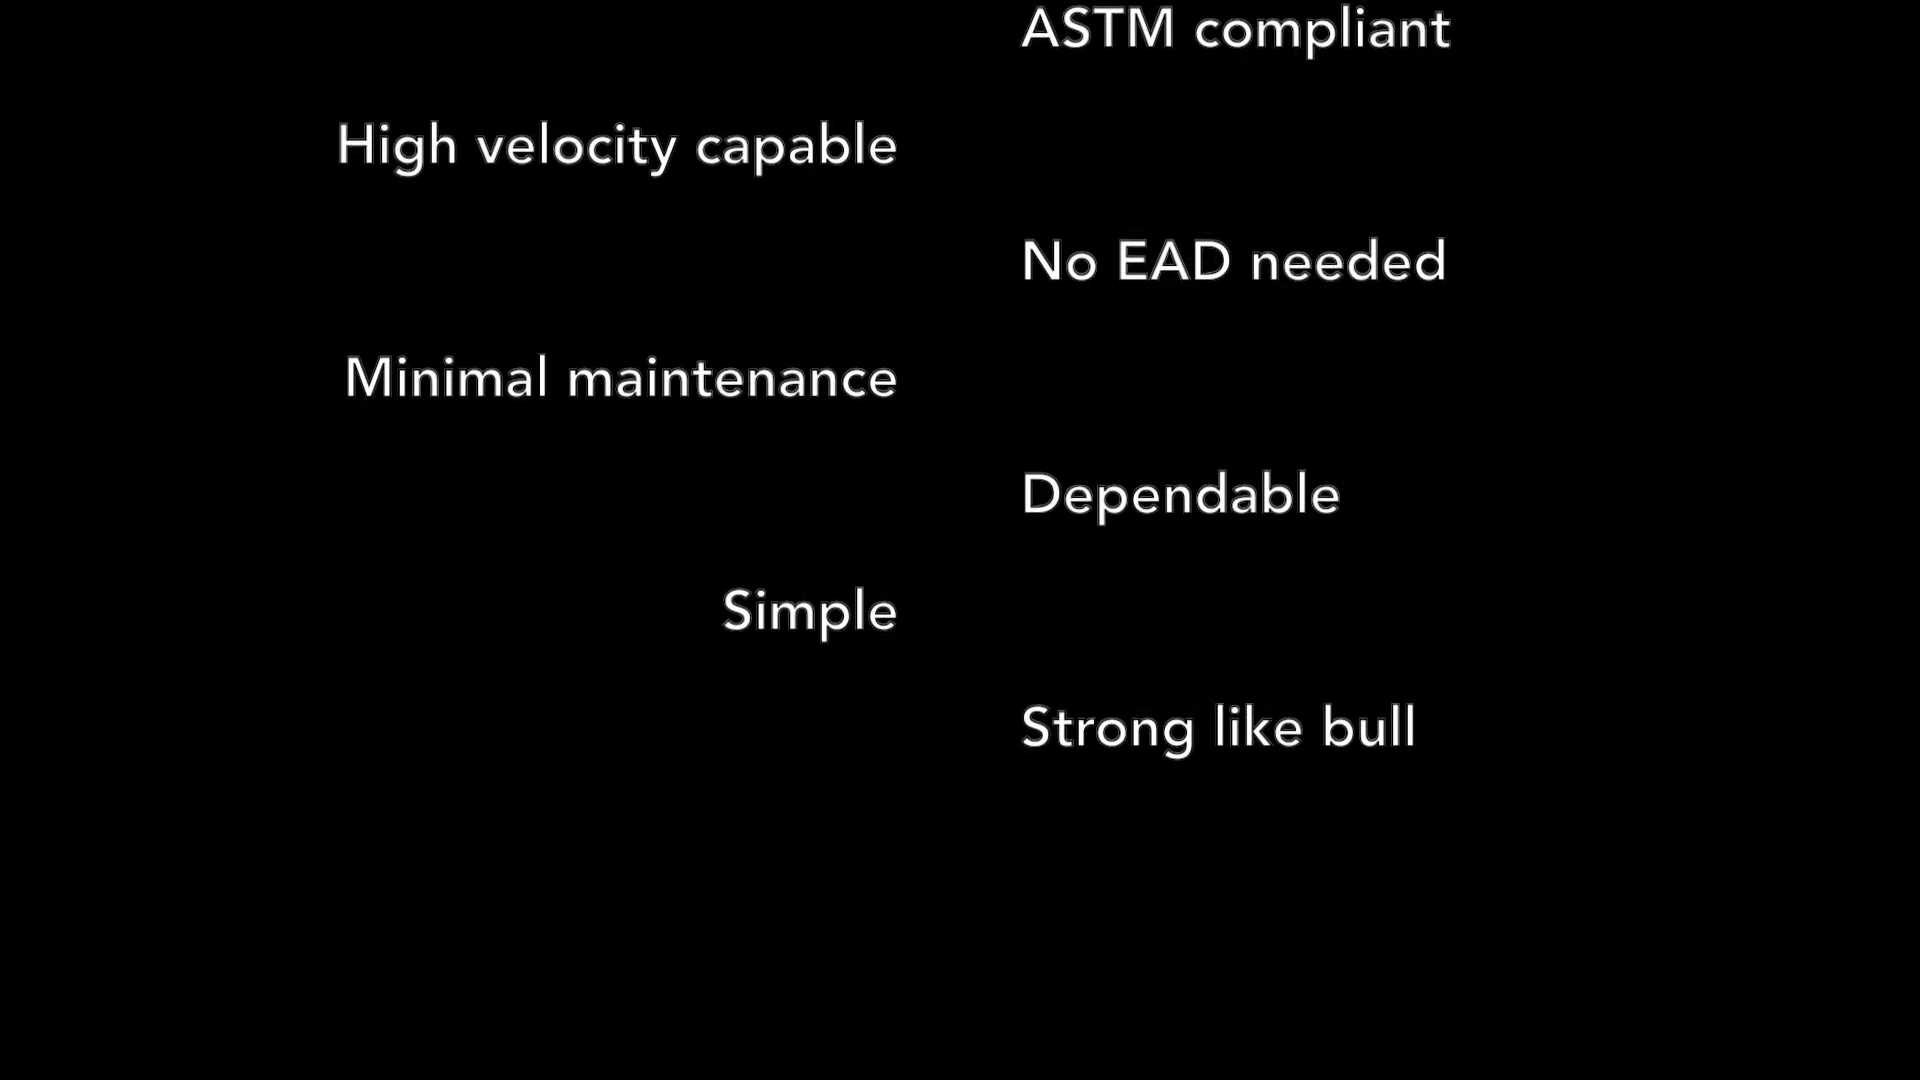 ASTM compliant
High velocity capable
No EAD needed
Minimal maintenance
Dependable
Simple
Strong like bull